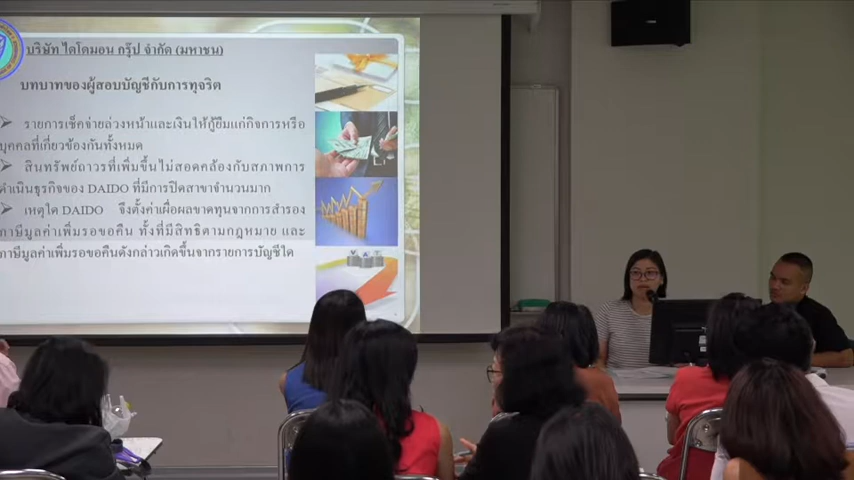 บริษัท ไดโดมอน กรุ๊ป จำกัด (มหาชน)
บทบาทของผู้สอบบัญชีกับการทุจริต
รายการเช็คจ่ายล่วงหน้าและเงินให้กู้ยืมแก่กิจการหรือ
บุคคลที่เกี่ยวข้องกันทั้งหมด
สินทรัพย์ถาวรที่เพิ่มขึ้นไม่สอดคล้องกับสภาพการ
ดำเนินธุรกิจของ DAIDO ที่มีการปิดสาขาจำนวนมาก
เหตุใด DAIDO จึงตั้งค่าเผื่อผลขาดทุนจากการสำรอง
ภาษีมูลค่าเพิ่มรอขอคืน ทั้งที่มีสิทธิตามกฎหมาย และ
ภาษีมูลค่าเพิ่มรอขอคืนดังกล่าวเกิดขึ้นจากรายการบัญชีใด